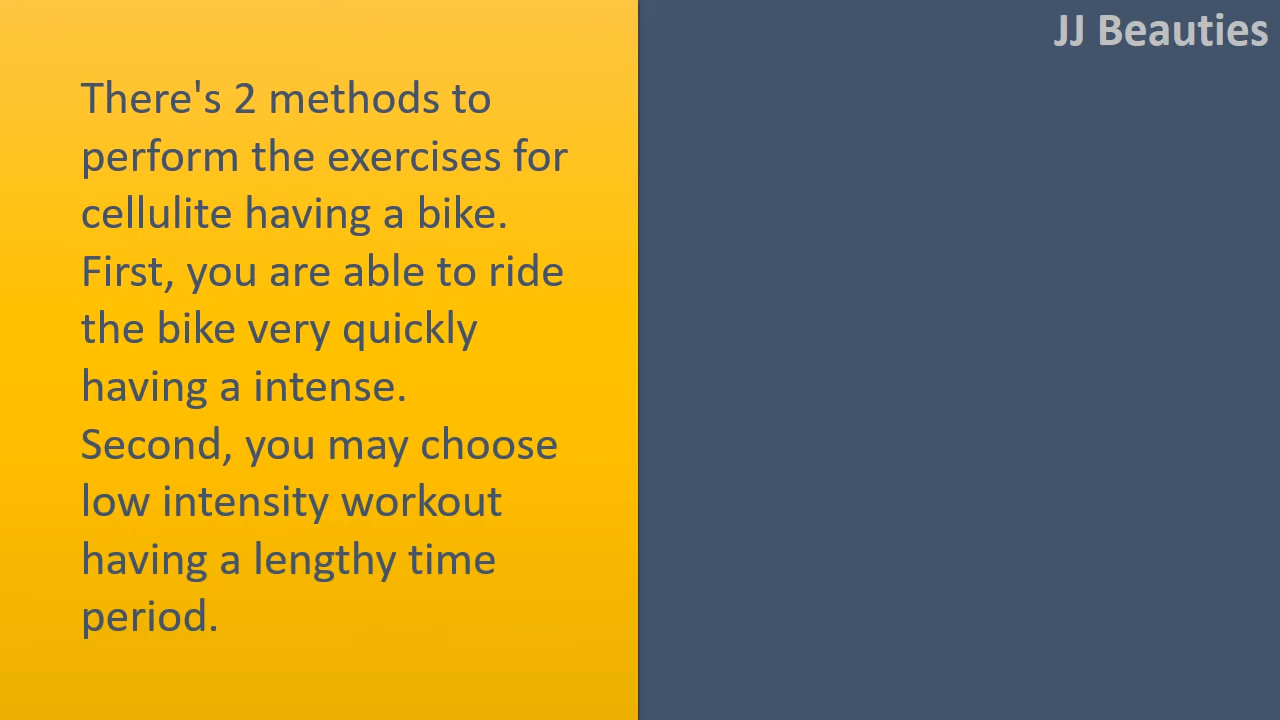 JJ Beauties
There's 2 methods to
perform the exercises for
cellulite having a bike.
First, you are able to ride
the bike very quickly
having a intense.
Second, you may choose
low intensity workout
having a lengthy time
period.